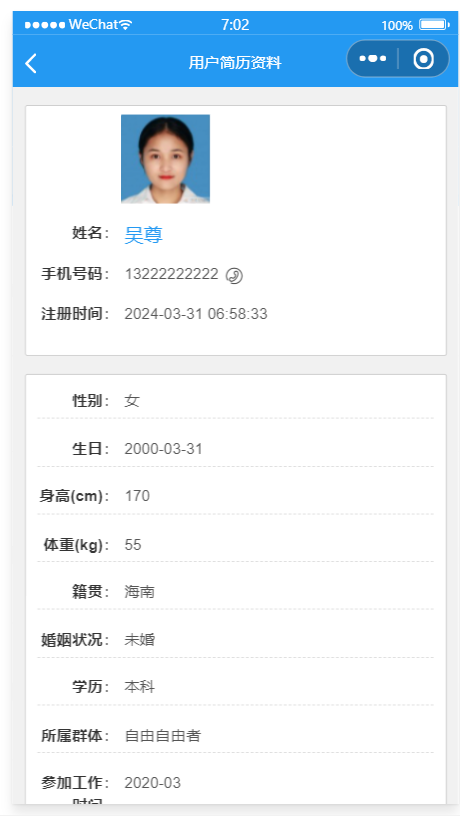 WeChat 7:02 100%
用户简历资料
姓名： 吴尊
手机号码： 13222222222
注册时间： 2024-03-31 06:58:33
性别： 女
生日： 2000-03-31
身高(cm)： 170
体重(kg)： 55
籍贯： 海南
婚姻状况： 未婚
学历： 本科
所属群体： 自由自由者
参加工作： 2020-03
时间